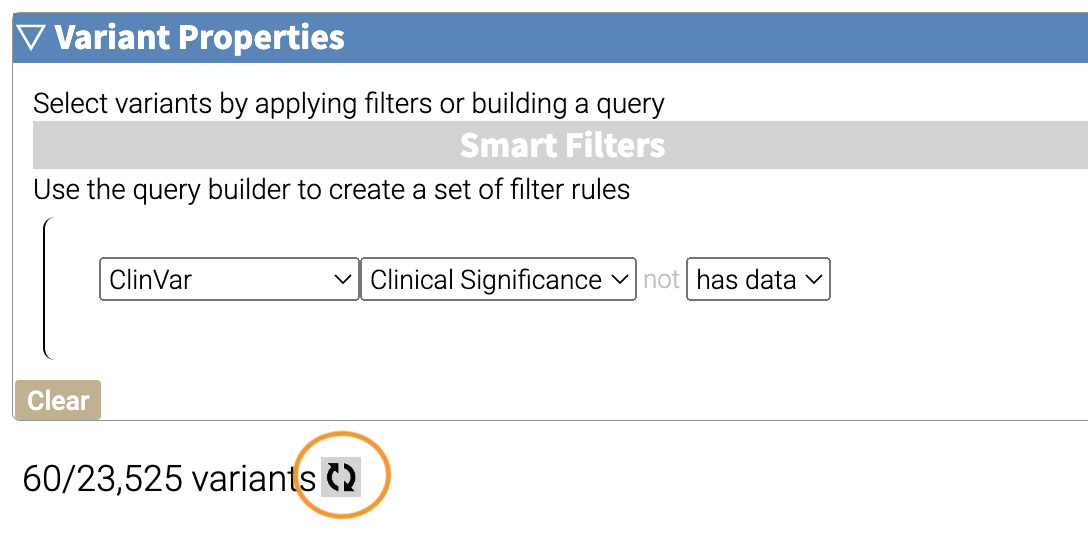 Variant Properties
Select variants by applying filters or building a query
Smart Filters
Use the query builder to create a set of filter rules
ClinVar Clinical Significance not has data
Clear
60/23,525 variants